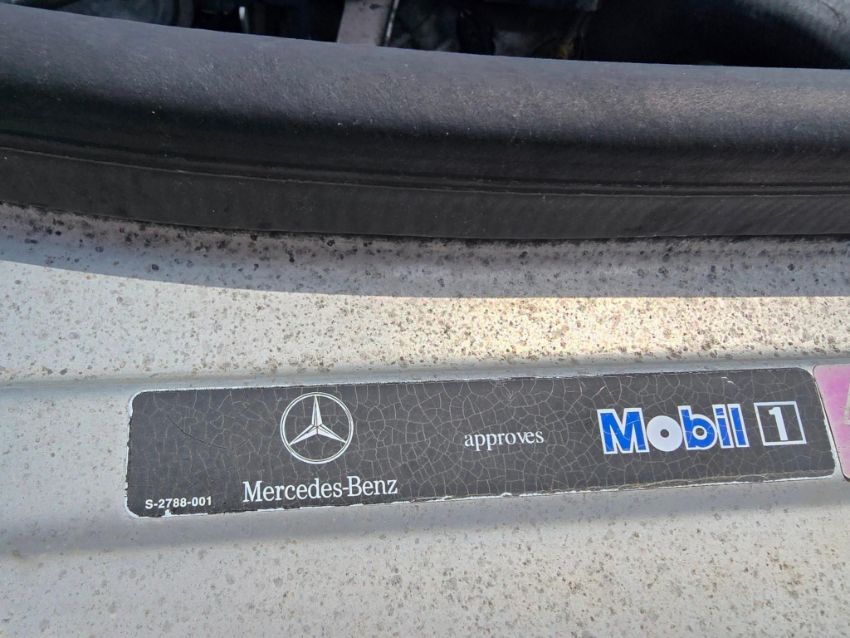 Mercedes-Benz
approves
Mobil 1
S-2788-001